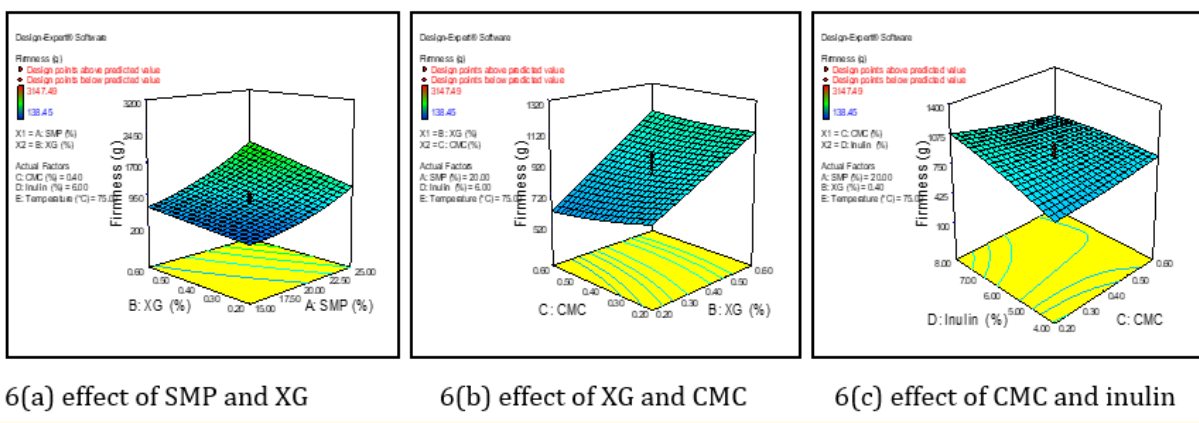 Design-Expert® Software
Firmness (g)
Design points above predicted value
Design points below predicted value
3147.49
138.45
X1 = A: SMP (%)
X2 = B: XG (%)
Actual Factors
C: CMC (%) = 0.40
D: Inulin (%) = 6.00
E: Temperature (°C) = 75.00
3200
2450
1700
950
200
Firmness (g)
0.60
0.50
0.40
0.30
0.20
B: XG (%)
15.00
17.50
20.00
22.50
25.00
A: SMP (%)
Design-Expert® Software
Firmness (g)
Design points above predicted value
Design points below predicted value
3147.49
138.45
X1 = B: XG (%)
X2 = C: CMC (%)
Actual Factors
A: SMP (%) = 20.00
D: Inulin (%) = 6.00
E: Temperature (°C) = 75.00
1320
1120
920
720
520
Firmness (g)
0.60
0.50
0.40
0.30
0.20
C: CMC
0.20
0.30
0.40
0.50
0.60
B: XG (%)
Design-Expert® Software
Firmness (g)
Design points above predicted value
Design points below predicted value
3147.49
138.45
X1 = C: CMC (%)
X2 = D: Inulin (%)
Actual Factors
A: SMP (%) = 20.00
B: XG (%) = 0.40
E: Temperature (°C) = 75.00
1400
1075
750
425
100
Firmness (g)
8.00
7.00
6.00
5.00
4.00
D: Inulin (%)
0.20
0.30
0.40
0.50
0.60
C: CMC
6(a) effect of SMP and XG
6(b) effect of XG and CMC
6(c) effect of CMC and inulin